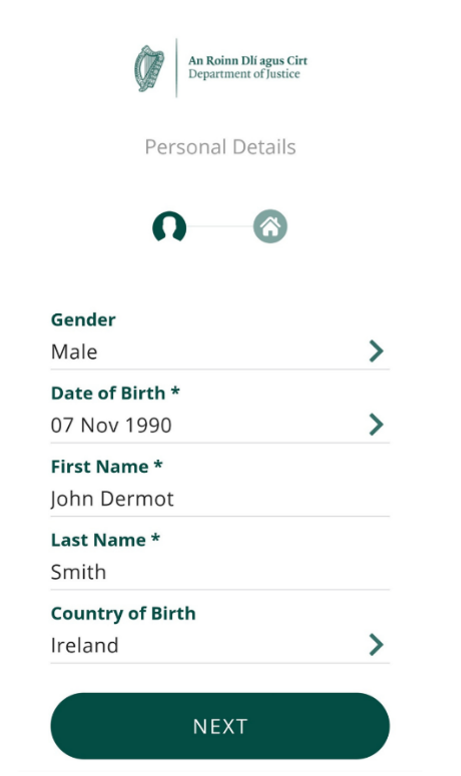 An Roinn Dlí agus Cirt
Department of Justice
Personal Details
Gender
Male
Date of Birth *
07 Nov 1990
First Name *
John Dermot
Last Name *
Smith
Country of Birth
Ireland
NEXT